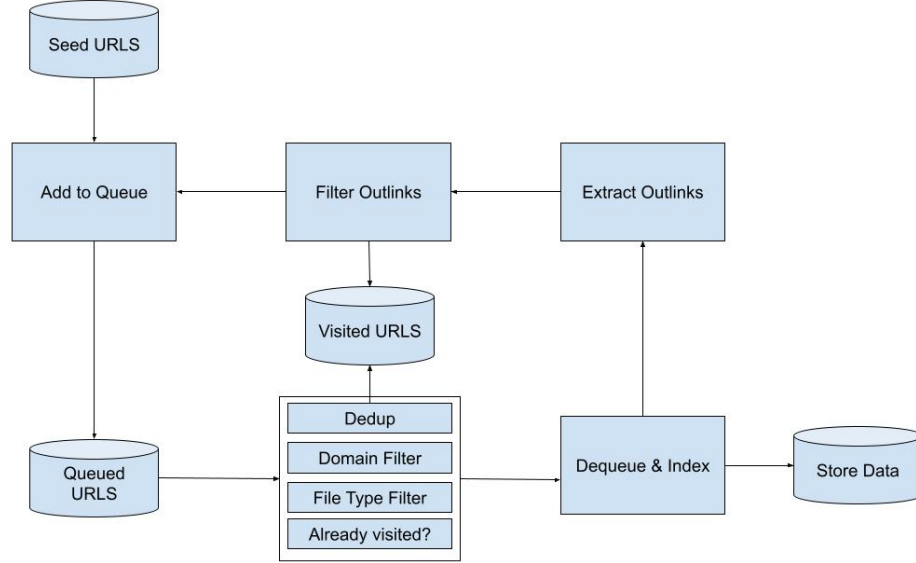 Seed URLS
Add to Queue
Filter Outlinks
Extract Outlinks
Visited URLS
Dedup
Domain Filter
File Type Filter
Already visited?
Queued
URLS
Dequeue & Index
Store Data